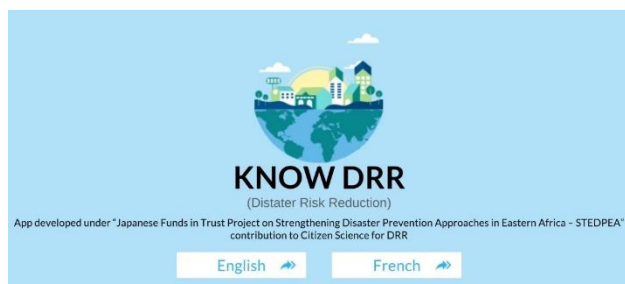 KNOW DRR
(Distater Risk Reduction)
App developed under "Japanese Funds in Trust Project on Strengthening Disaster Prevention Approaches in Eastern Africa – STEDPEA"
contribution to Citizen Science for DRR
English
French